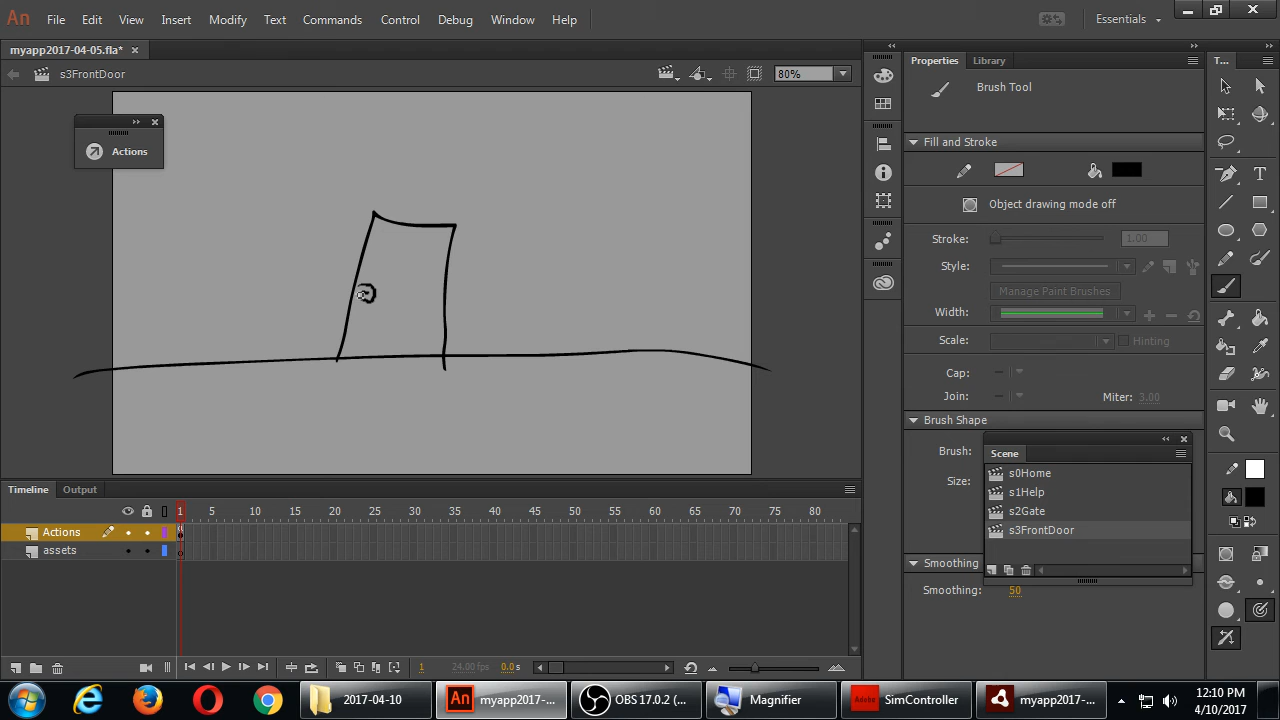 An File Edit View Insert Modify Text Commands Control Debug Window Help Essentials
myapp2017-04-05.fla*
s3FrontDoor 80%
Actions
Properties Library T...
Brush Tool
Fill and Stroke
Object drawing mode off
Stroke: 1.00
Style:
Manage Paint Brushes
Width:
Scale: Hinting
Cap:
Join: Miter: 3.00
Brush Shape
Brush:
Size:
Scene
s0Home
s1Help
s2Gate
s3FrontDoor
Smoothing
Smoothing: 50
Timeline Output
1 5 10 15 20 25 30 35 40 45 50 55 60 65 70 75 80
Actions
assets
1 24.00 fps 0.0 s
2017-04-10 An myapp2017-... OBS 17.0.2 (... Magnifier Adobe SimController myapp2017-... 12:10 PM
4/10/2017